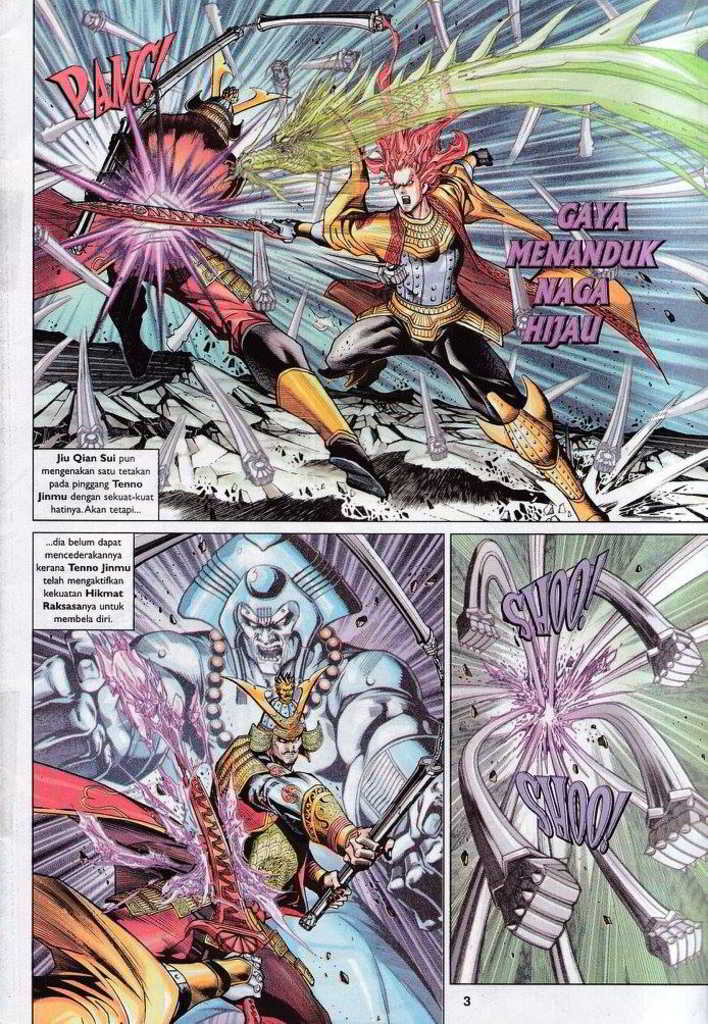 PANG!
GAYA
MENANDUK
NAGA
HIJAU
Jiu Qian Sui pun
mengenakan satu tetakan
pada pinggang Tenno
Jinmu dengan sekuat-kuat
hatinya. Akan tetapi...
...dia belum dapat
mencederakannya
kerana Tenno Jinmu
telah mengaktifkan
kekuatan Hikmat
Raksasanya untuk
membela diri.
SHOO!
SHOO!
3